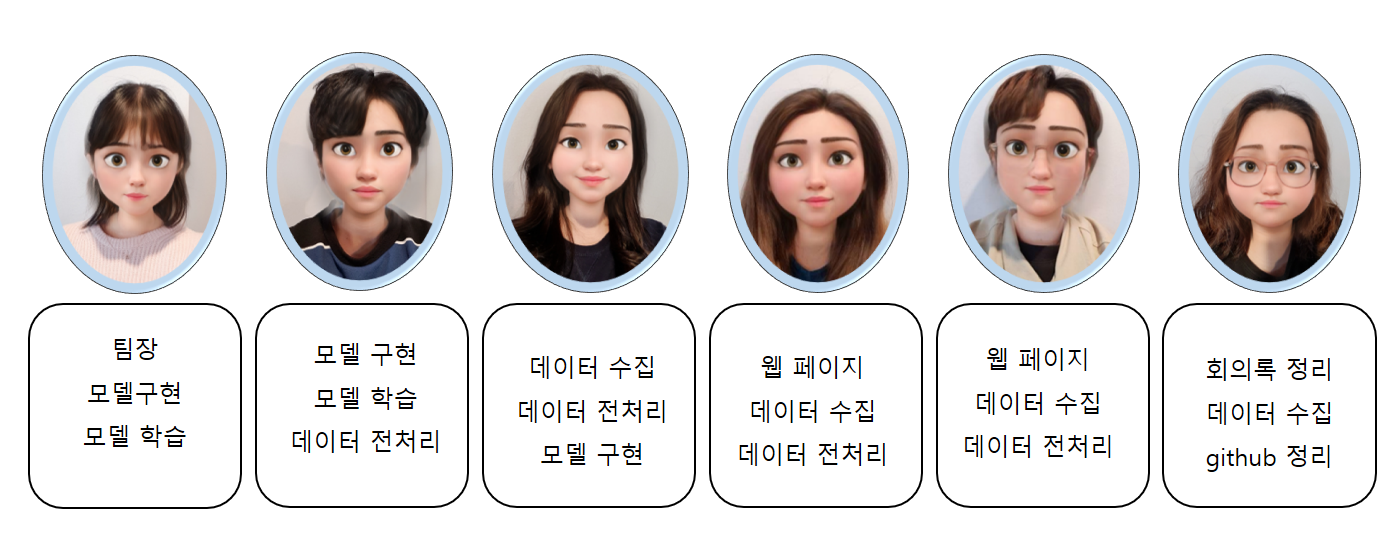 팀장
모델구현
모델 학습
모델 구현
모델 학습
데이터 전처리
데이터 수집
데이터 전처리
모델 구현
웹 페이지
데이터 수집
데이터 전처리
웹 페이지
데이터 수집
데이터 전처리
회의록 정리
데이터 수집
github 정리